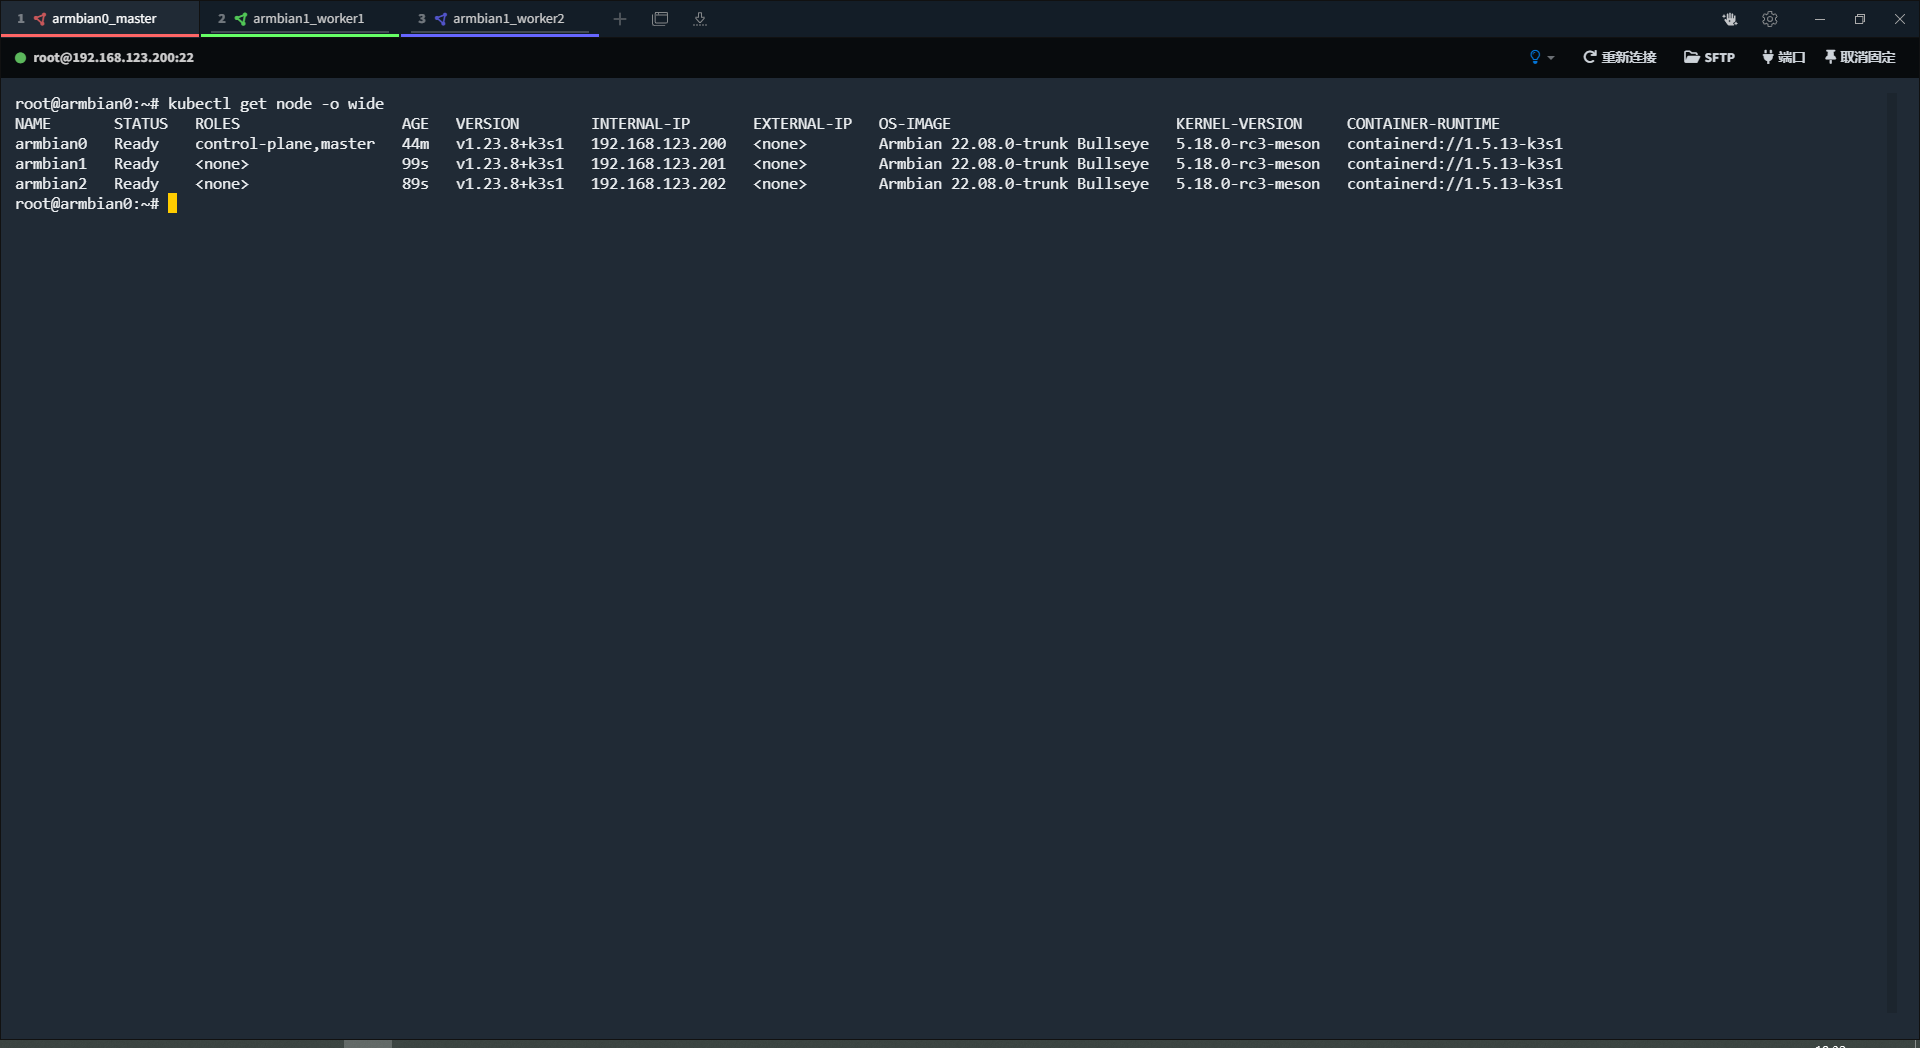 1 armbian0_master 2 armbian1_worker1 3 armbian1_worker2
root@192.168.123.200:22 重新连接 SFTP 端口 取消固定
root@armbian0:~# kubectl get node -o wide
NAME STATUS ROLES AGE VERSION INTERNAL-IP EXTERNAL-IP OS-IMAGE KERNEL-VERSION CONTAINER-RUNTIME
armbian0 Ready control-plane,master 44m v1.23.8+k3s1 192.168.123.200 <none> Armbian 22.08.0-trunk Bullseye 5.18.0-rc3-meson containerd://1.5.13-k3s1
armbian1 Ready <none> 99s v1.23.8+k3s1 192.168.123.201 <none> Armbian 22.08.0-trunk Bullseye 5.18.0-rc3-meson containerd://1.5.13-k3s1
armbian2 Ready <none> 89s v1.23.8+k3s1 192.168.123.202 <none> Armbian 22.08.0-trunk Bullseye 5.18.0-rc3-meson containerd://1.5.13-k3s1
root@armbian0:~#